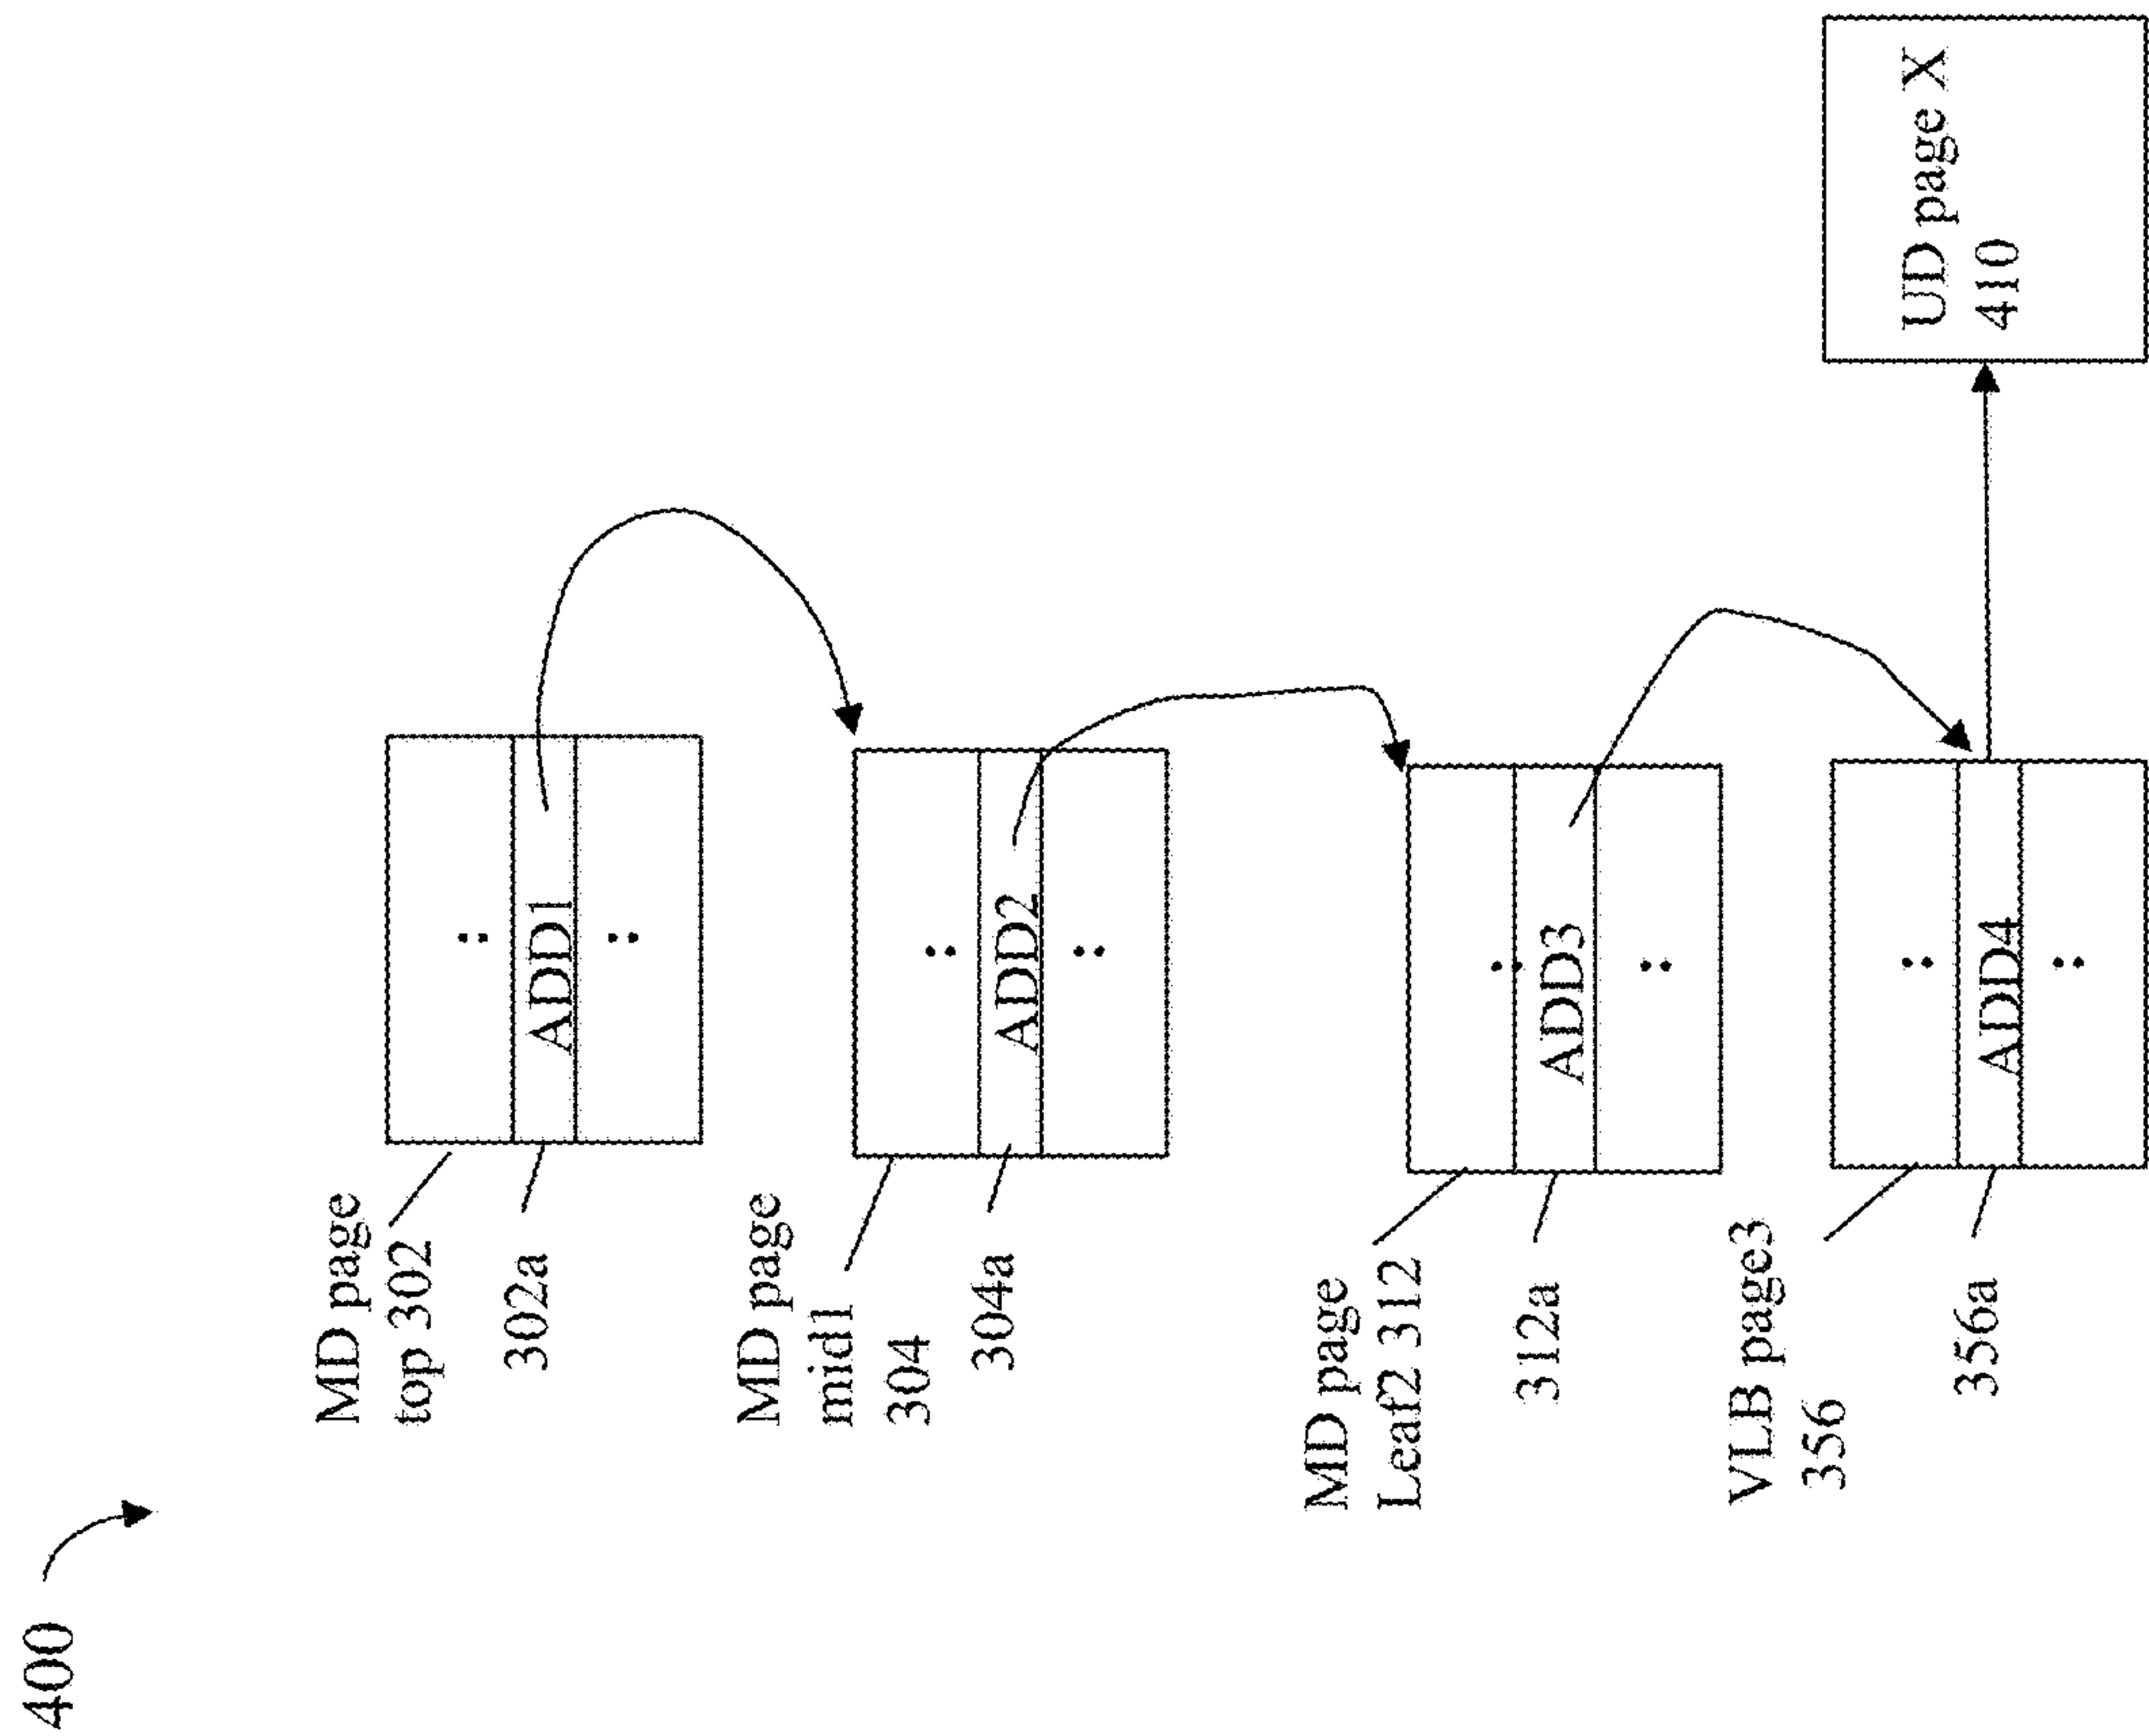 400
MD page
top 302
302a
ADD1
MD page
mid1
304
304a
ADD2
MD page
Leaf2 312
312a
ADD3
VLB page3
356
356a
ADD4
UD page X
410